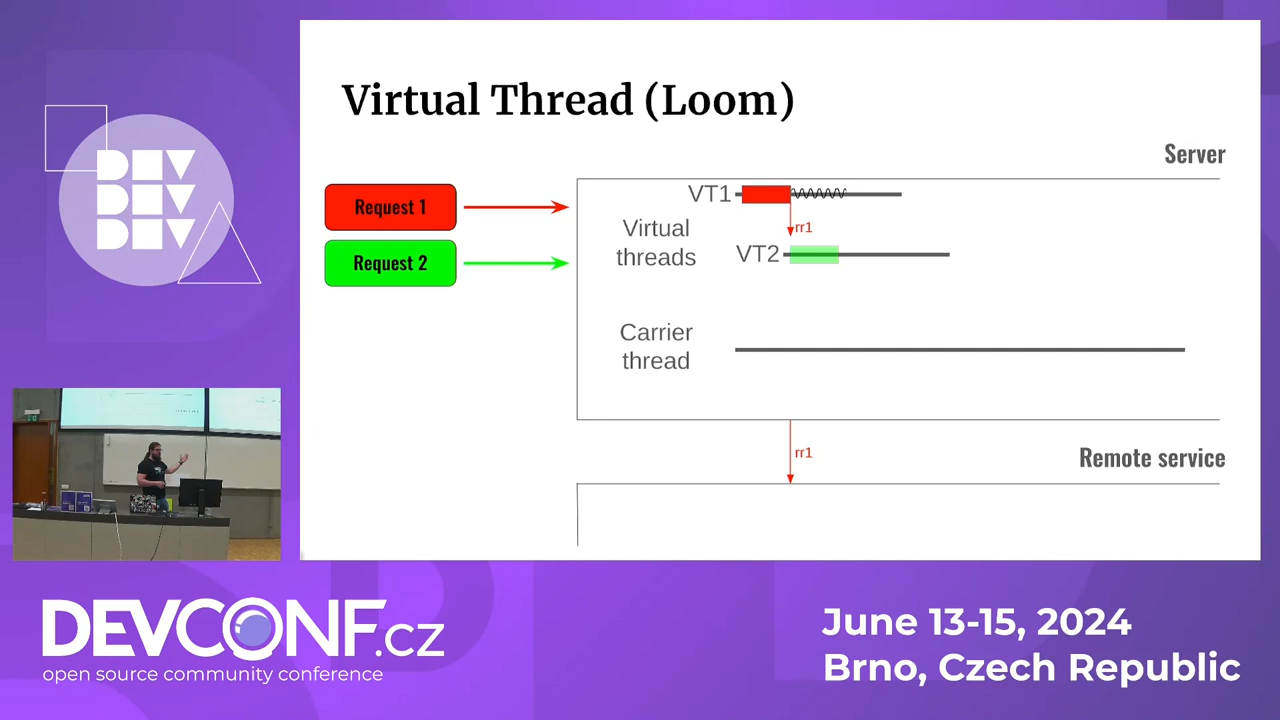 DEV
DEV
DEV
Virtual Thread (Loom)
Server
Request 1
Request 2
VT1
rr1
Virtual
threads
VT2
Carrier
thread
rr1
Remote service
DEVCONF.cz
open source community conference
June 13-15, 2024
Brno, Czech Republic